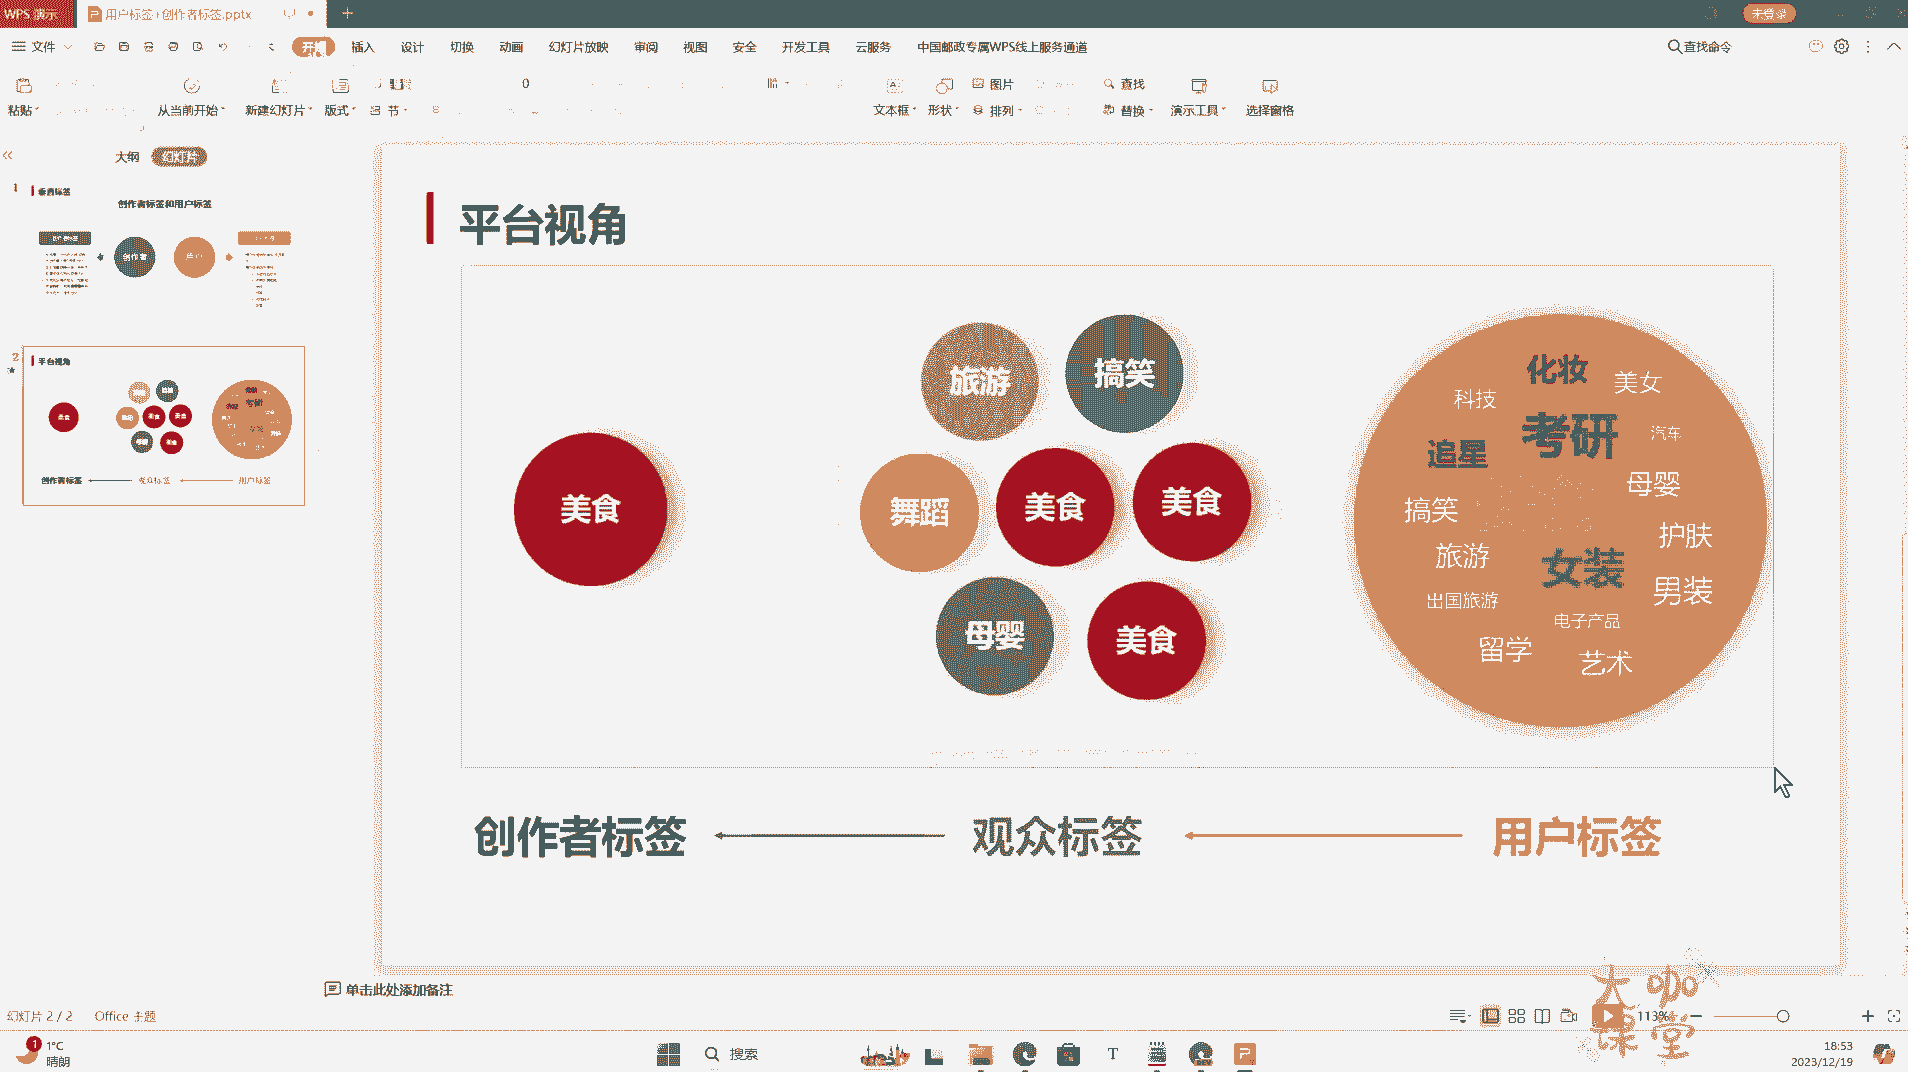 WPS 演示
用户标签+创作者标签.pptx
未登录
文件
开始 插入 设计 切换 动画 幻灯片放映 审阅 视图 安全 开发工具 云服务 中国邮政专属WPS线上服务通道
查找命令
粘贴
从当前开始
新建幻灯片
版式
节
0
文本框
形状
图片
排列
查找
替换
演示工具
选择窗格
大纲
幻灯片
1
垂直标签
创作者标签和用户标签
创作者
用户
2
平台视角
美食
创作者标签
观众标签
用户标签
平台视角
美食
旅游
搞笑
舞蹈
美食
美食
母婴
美食
化妆
美女
科技
考研
汽车
追星
母婴
搞笑
护肤
旅游
女装
男装
出国旅游
电子产品
留学
艺术
创作者标签
观众标签
用户标签
单击此处添加备注
幻灯片 2 / 2
Office 主题
113%
大咖课堂
1
1°C
晴朗
搜索
18:53
2023/12/19